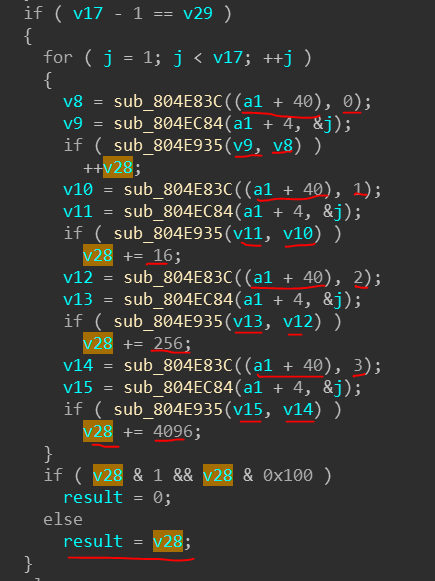 if ( v17 - 1 == v29 )
{
for ( j = 1; j < v17; ++j )
{
v8 = sub_804E83C((a1 + 40), 0);
v9 = sub_804EC84(a1 + 4, &j);
if ( sub_804E935(v9, v8) )
++v28;
v10 = sub_804E83C((a1 + 40), 1);
v11 = sub_804EC84(a1 + 4, &j);
if ( sub_804E935(v11, v10) )
v28 += 16;
v12 = sub_804E83C((a1 + 40), 2);
v13 = sub_804EC84(a1 + 4, &j);
if ( sub_804E935(v13, v12) )
v28 += 256;
v14 = sub_804E83C((a1 + 40), 3);
v15 = sub_804EC84(a1 + 4, &j);
if ( sub_804E935(v15, v14) )
v28 += 4096;
}
if ( v28 & 1 && v28 & 0x100 )
result = 0;
else
result = v28;
}